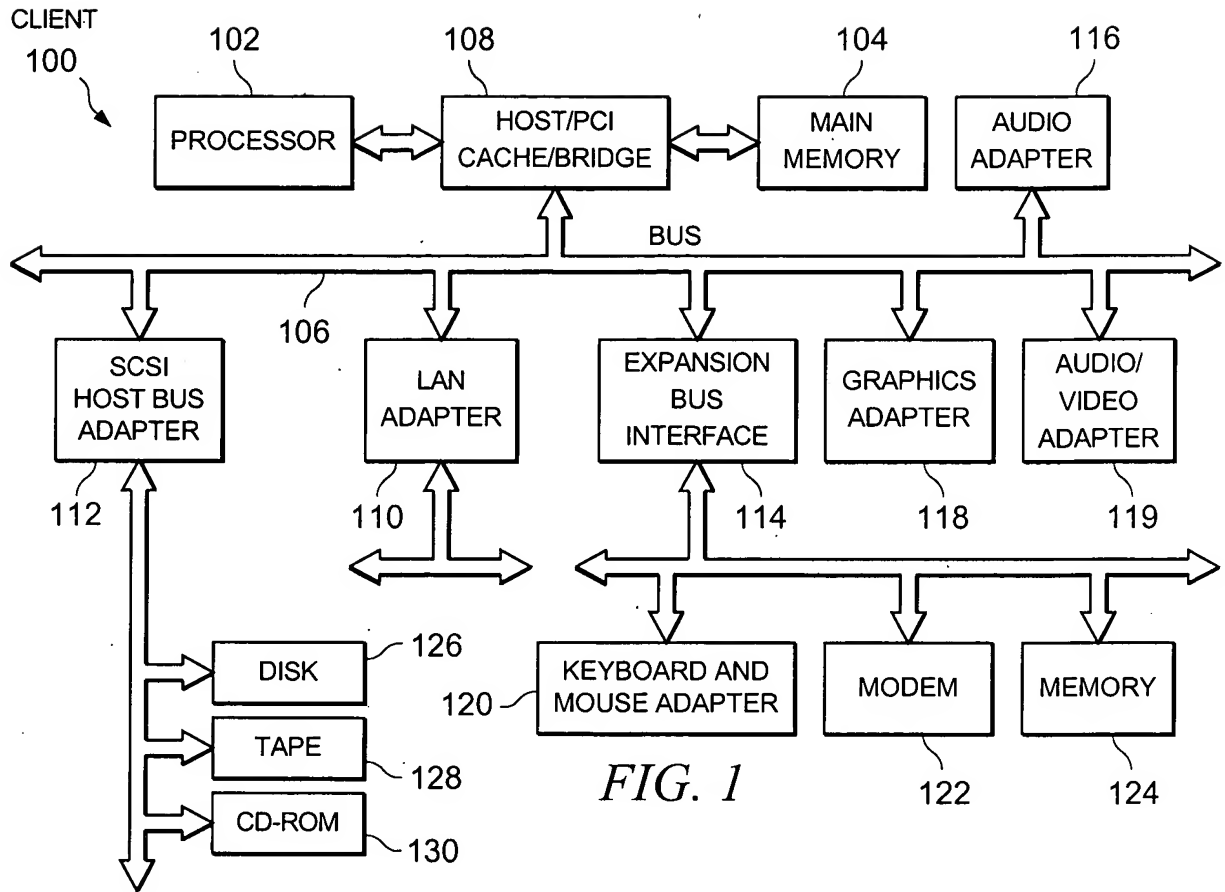 CLIENT
100
102
108
104
116
PROCESSOR
HOST/PCI
CACHE/BRIDGE
MAIN
MEMORY
AUDIO
ADAPTER
BUS
106
SCSI
HOST BUS
ADAPTER
LAN
ADAPTER
EXPANSION
BUS
INTERFACE
GRAPHICS
ADAPTER
AUDIO/
VIDEO
ADAPTER
112
110
114
118
119
DISK
126
TAPE
128
CD-ROM
130
120
KEYBOARD AND
MOUSE ADAPTER
MODEM
MEMORY
122
124
FIG. 1